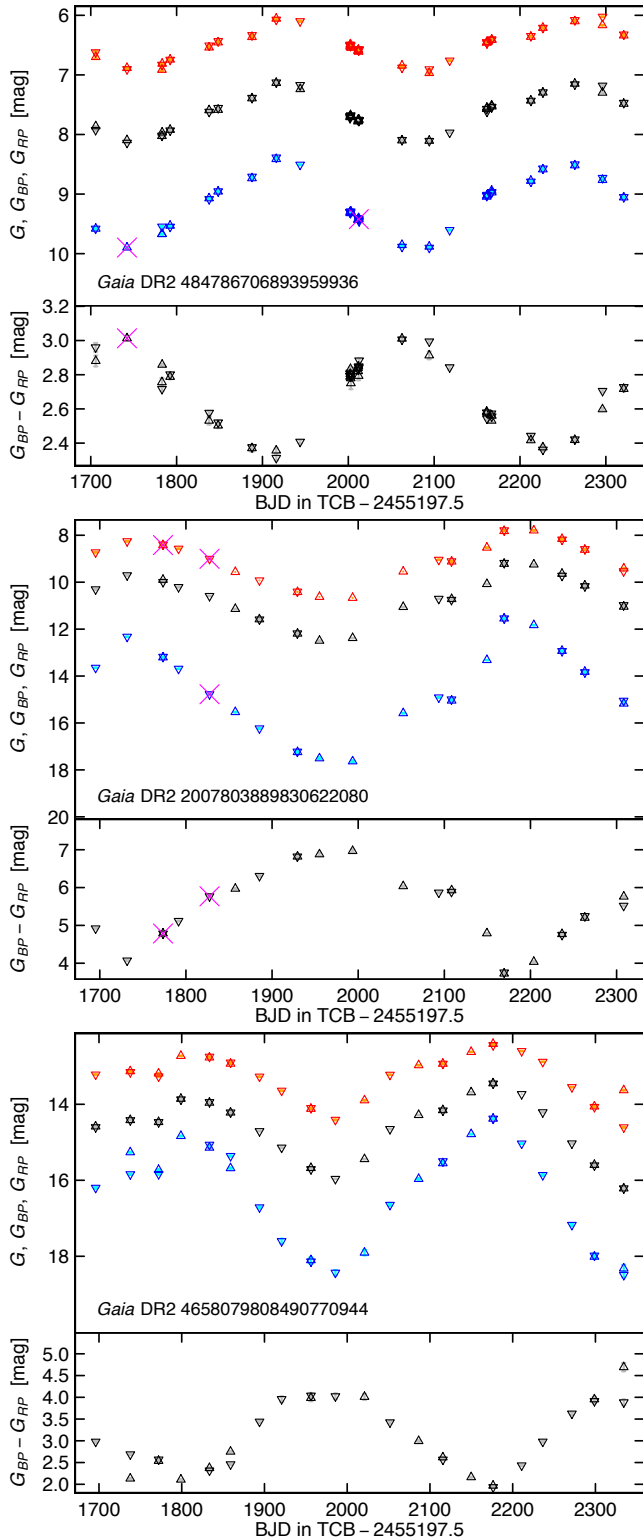 6
7
8
9
10
G, G_BP, G_RP [mag]
Gaia DR2 484786706893959936
3.2
3.0
2.8
2.6
2.4
G_BP − G_RP [mag]
1700 1800 1900 2000 2100 2200 2300
BJD in TCB − 2455197.5
8
10
12
14
16
18
20
G, G_BP, G_RP [mag]
Gaia DR2 2007803889830622080
7
6
5
4
G_BP − G_RP [mag]
1700 1800 1900 2000 2100 2200 2300
BJD in TCB − 2455197.5
14
16
18
G, G_BP, G_RP [mag]
Gaia DR2 4658079808490770944
5.0
4.5
4.0
3.5
3.0
2.5
2.0
G_BP − G_RP [mag]
1700 1800 1900 2000 2100 2200 2300
BJD in TCB − 2455197.5